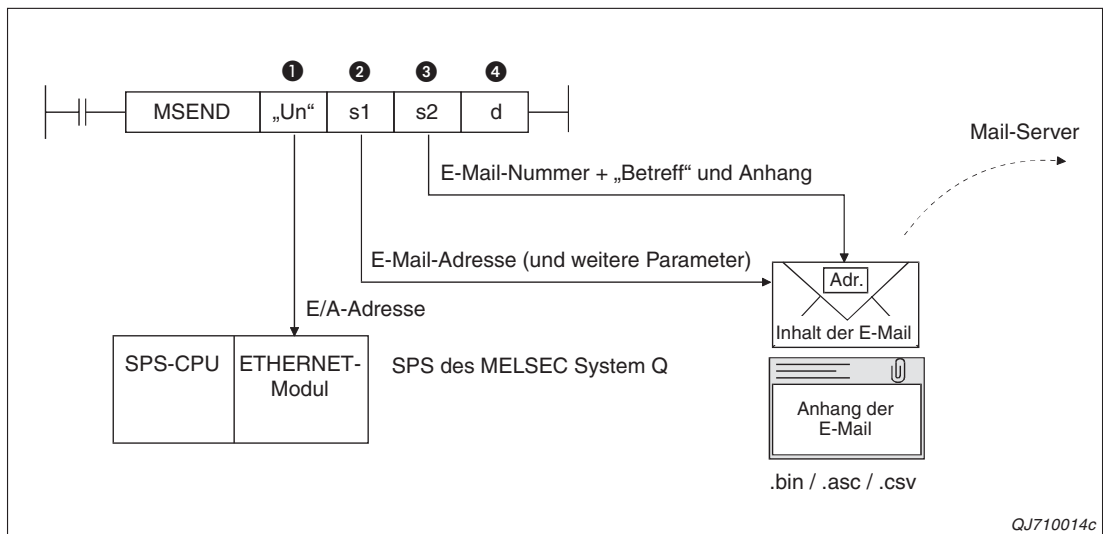 ❶ ❷ ❸ ❹
MSEND „Un“ s1 s2 d
Mail-Server
E-Mail-Nummer + „Betreff“ und Anhang
E-Mail-Adresse (und weitere Parameter)
Adr.
E/A-Adresse
Inhalt der E-Mail
SPS-CPU ETHERNET-
Modul
SPS des MELSEC System Q
Anhang der
E-Mail
.bin / .asc / .csv
QJ710014c